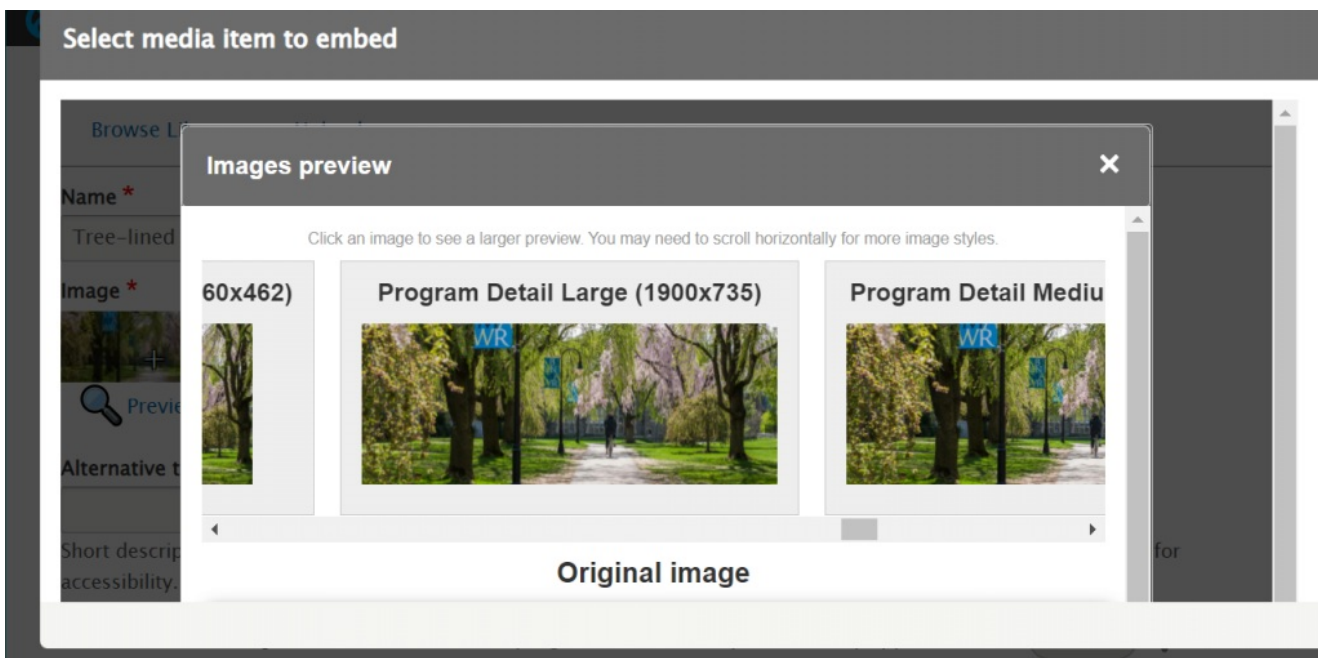 Select media item to embed
Browse
Images preview
Name *
Click an image to see a larger preview. You may need to scroll horizontally for more image styles.
Tree-lined
Image *
60x462)
Program Detail Large (1900x735)
Program Detail Mediu
WR
WR
Previe
Alternative t
Short descrip
for
accessibility.
Original image